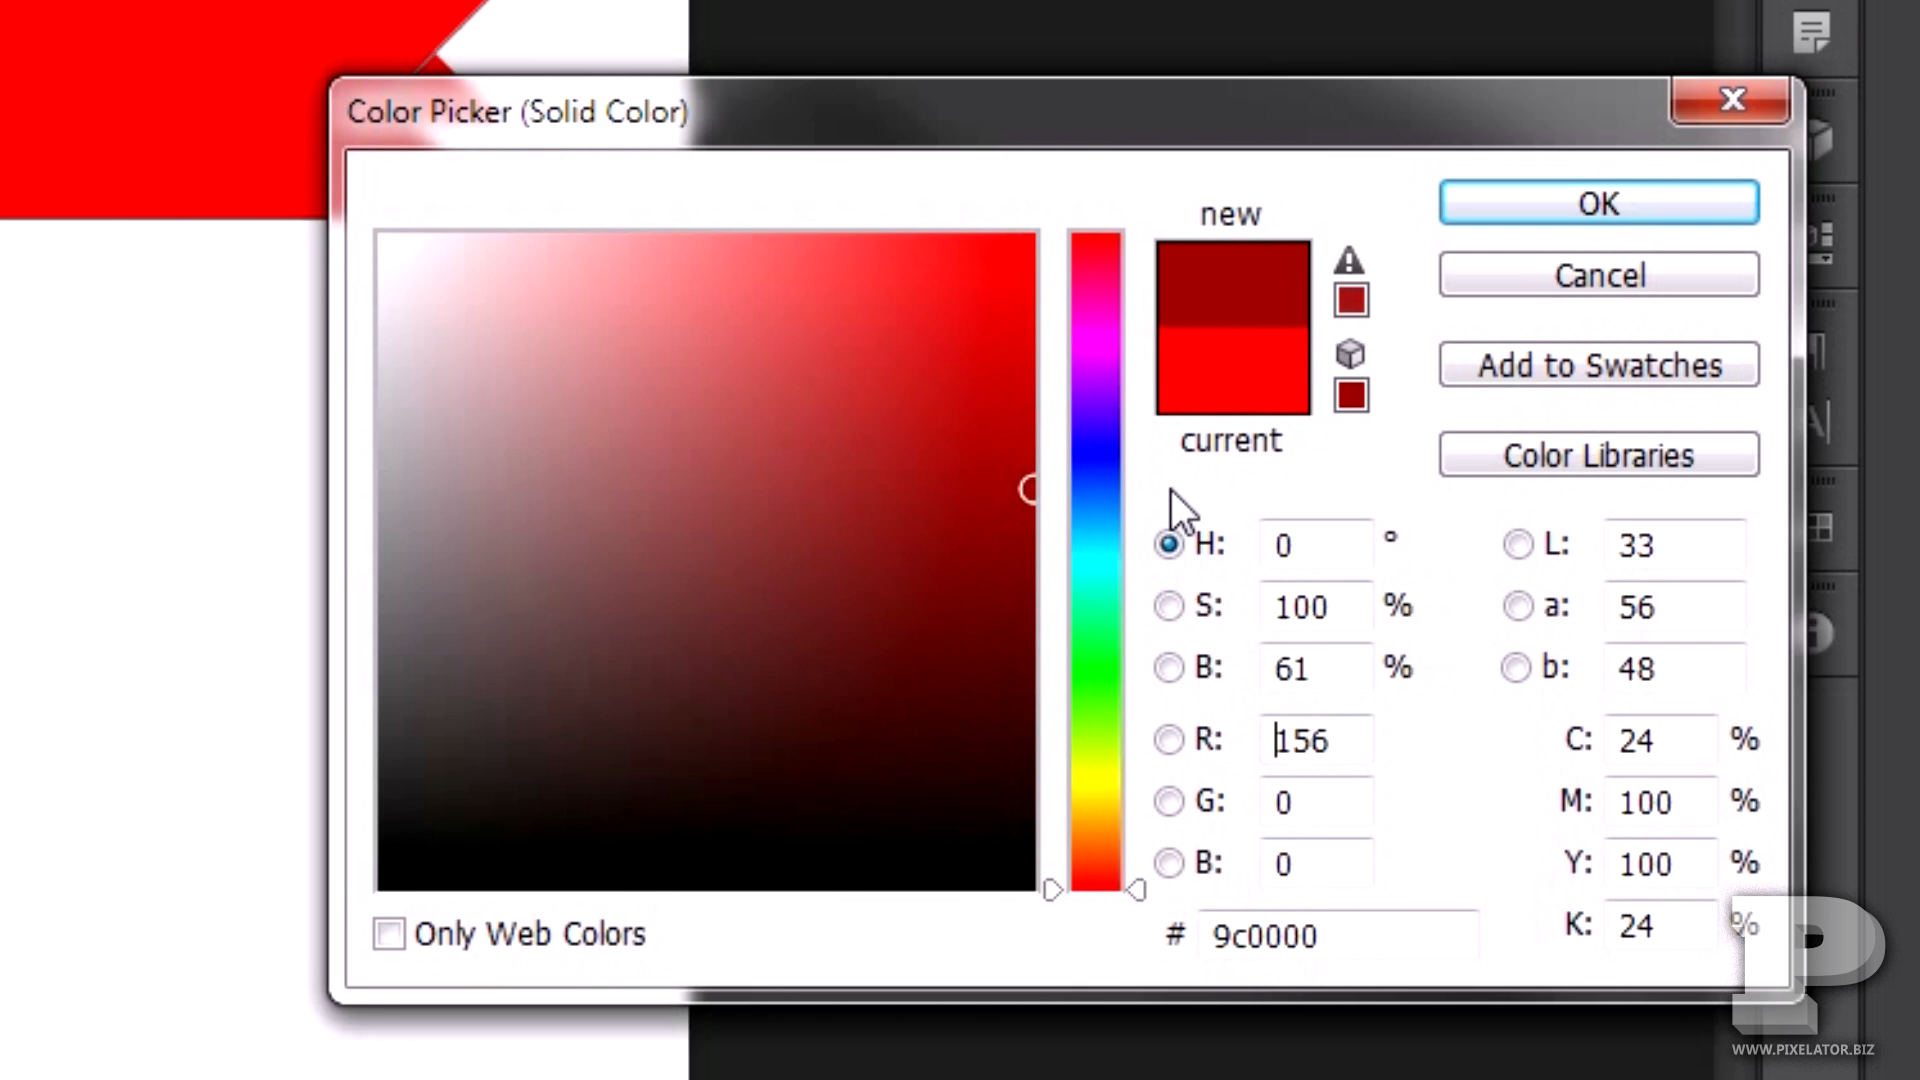 Color Picker (Solid Color)
x
new
OK
Cancel
Add to Swatches
current
Color Libraries
H: 0 °
L: 33
S: 100 %
a: 56
B: 61 %
b: 48
R: 156
C: 24 %
G: 0
M: 100 %
B: 0
Y: 100 %
Only Web Colors
# 9c0000
K: 24 %
P
WWW.PIXELATOR.BIZ